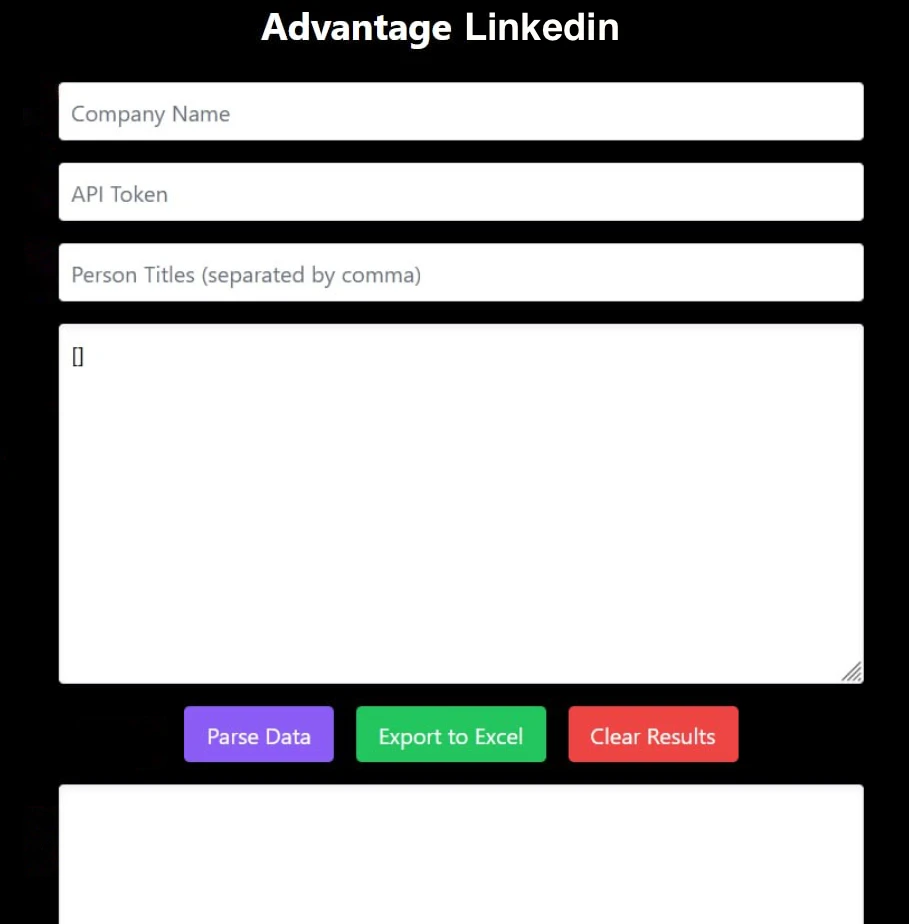 Advantage Linkedin
Company Name
API Token
Person Titles (separated by comma)
[]
Parse Data
Export to Excel
Clear Results